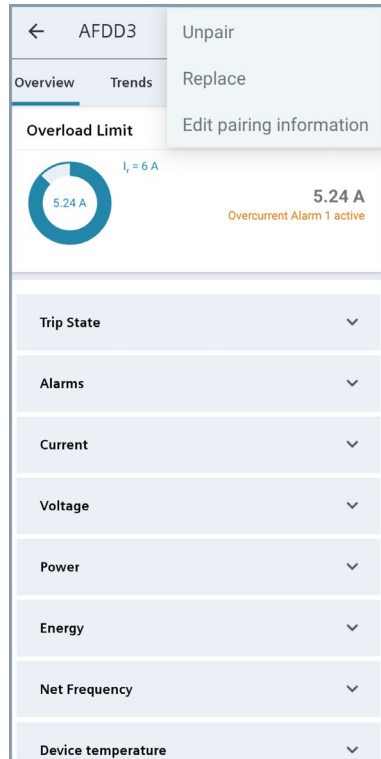 AFDD3
Unpair
Replace
Edit pairing information
Overview
Trends
Overload Limit
Iᵣ = 6 A
5.24 A
5.24 A
Overcurrent Alarm 1 active
Trip State
Alarms
Current
Voltage
Power
Energy
Net Frequency
Device temperature